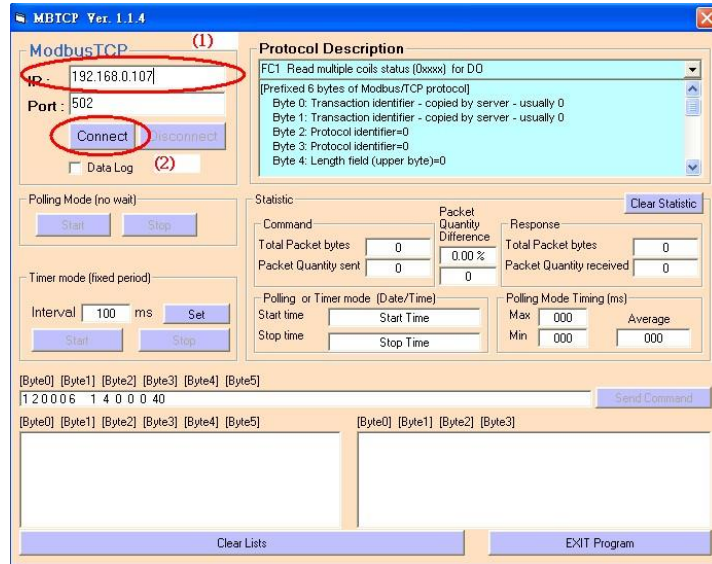 MBTCP Ver. 1.1.4
ModbusTCP
(1)
IP : 192.168.0.107
Port : 502
Connect Disconnect
Data Log (2)
Protocol Description
FC1 Read multiple coils status (0xxxx) for DO
[Prefixed 6 bytes of Modbus/TCP protocol]
Byte 0: Transaction identifier - copied by server - usually 0
Byte 1: Transaction identifier - copied by server - usually 0
Byte 2: Protocol identifier=0
Byte 3: Protocol identifier=0
Byte 4: Length field (upper byte)=0
Polling Mode (no wait)
Start Stop
Timer mode (fixed period)
Interval 100 ms Set
Start Stop
Statistic
Clear Statistic
Command
Total Packet bytes 0
Packet Quantity sent 0
Packet
Quantity
Difference
0.00 %
0
Response
Total Packet bytes 0
Packet Quantity received 0
Polling or Timer mode (Date/Time)
Start time Start Time
Stop time Stop Time
Polling Mode Timing (ms)
Max 000 Average
Min 000 000
[Byte0] [Byte1] [Byte2] [Byte3] [Byte4] [Byte5]
1 2 0 0 0 6 1 4 0 0 0 40
Send Command
[Byte0] [Byte1] [Byte2] [Byte3] [Byte4] [Byte5]
[Byte0] [Byte1] [Byte2] [Byte3]
Clear Lists EXIT Program